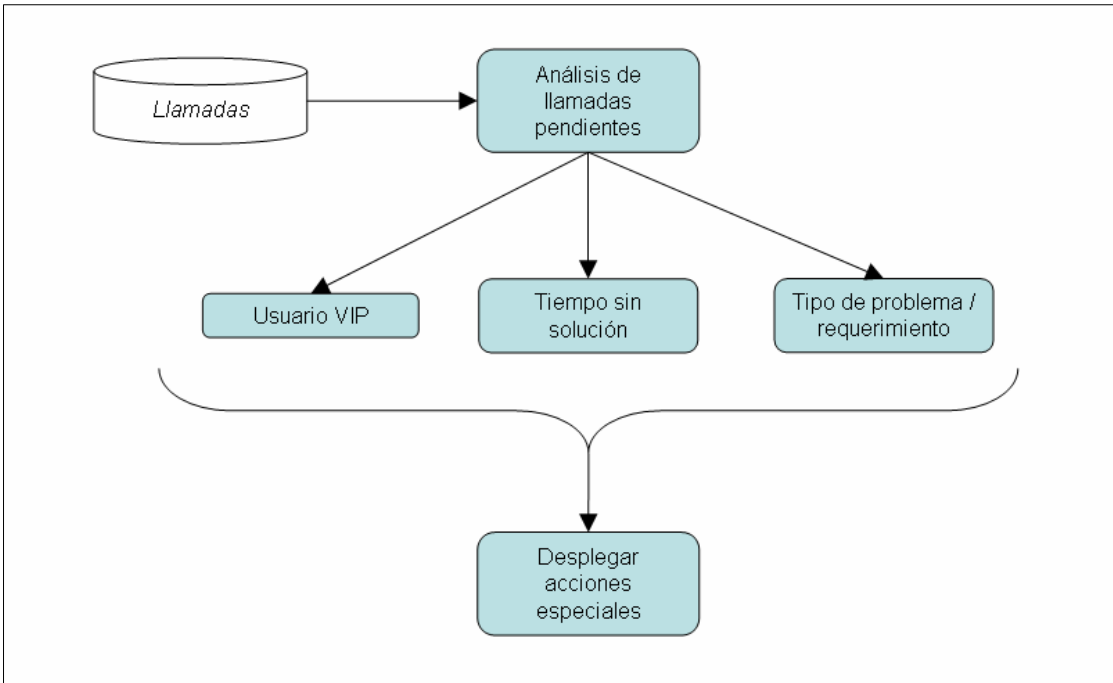 Llamadas
Análisis de
llamadas
pendientes
Usuario VIP
Tiempo sin
solución
Tipo de problema /
requerimiento
Desplegar
acciones
especiales